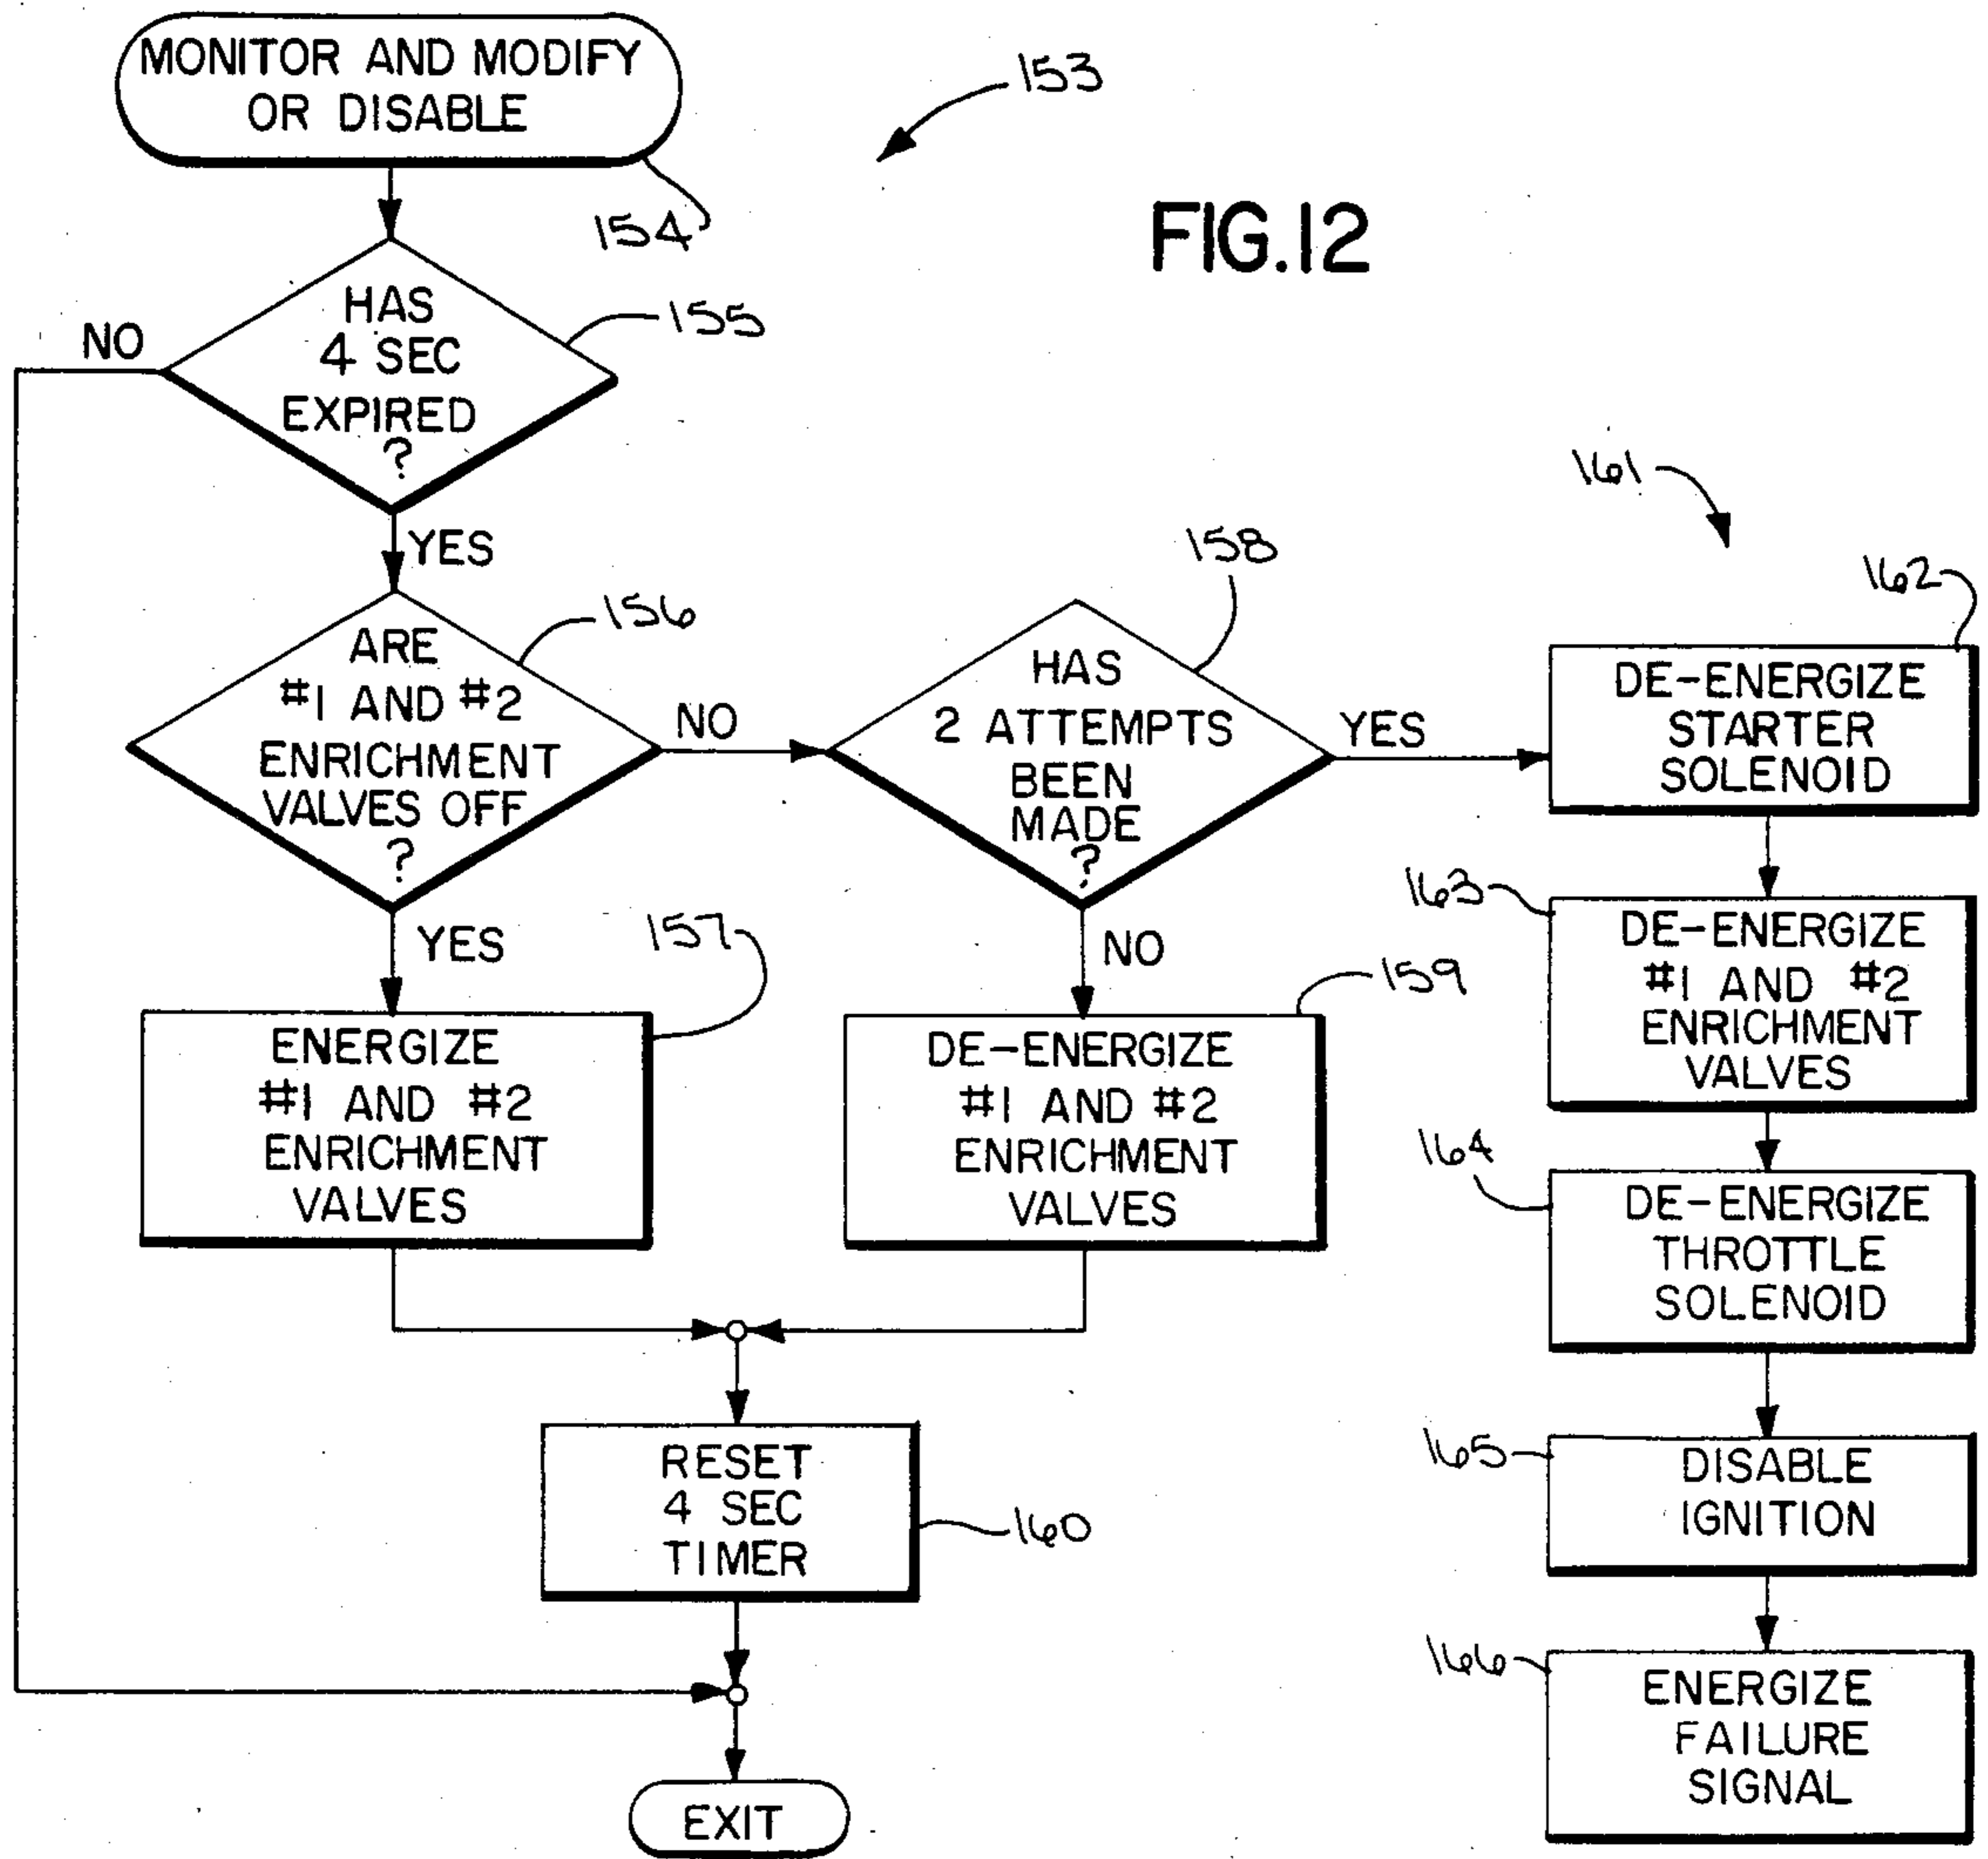 MONITOR AND MODIFY
OR DISABLE
153
154
FIG.12
HAS
4 SEC
EXPIRED
?
155
NO
YES
161
ARE
#1 AND #2
ENRICHMENT
VALVES OFF
?
156
NO
YES
HAS
2 ATTEMPTS
BEEN
MADE
?
158
YES
NO
162
DE-ENERGIZE
STARTER
SOLENOID
163
DE-ENERGIZE
#1 AND #2
ENRICHMENT
VALVES
157
ENERGIZE
#1 AND #2
ENRICHMENT
VALVES
159
DE-ENERGIZE
#1 AND #2
ENRICHMENT
VALVES
164
DE-ENERGIZE
THROTTLE
SOLENOID
RESET
4 SEC
TIMER
160
165
DISABLE
IGNITION
166
ENERGIZE
FAILURE
SIGNAL
EXIT